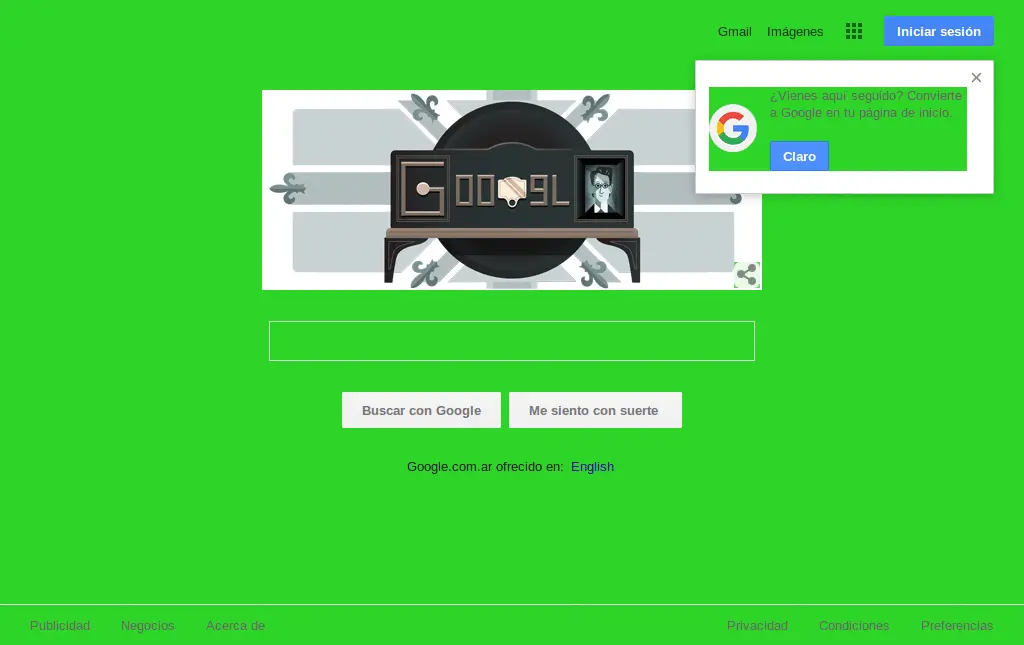 Gmail Imágenes Iniciar sesión
¿Vienes aquí seguido? Convierte
a Google en tu página de inicio.
Claro
GOOGL
Buscar con Google Me siento con suerte
Google.com.ar ofrecido en: English
Publicidad Negocios Acerca de Privacidad Condiciones Preferencias